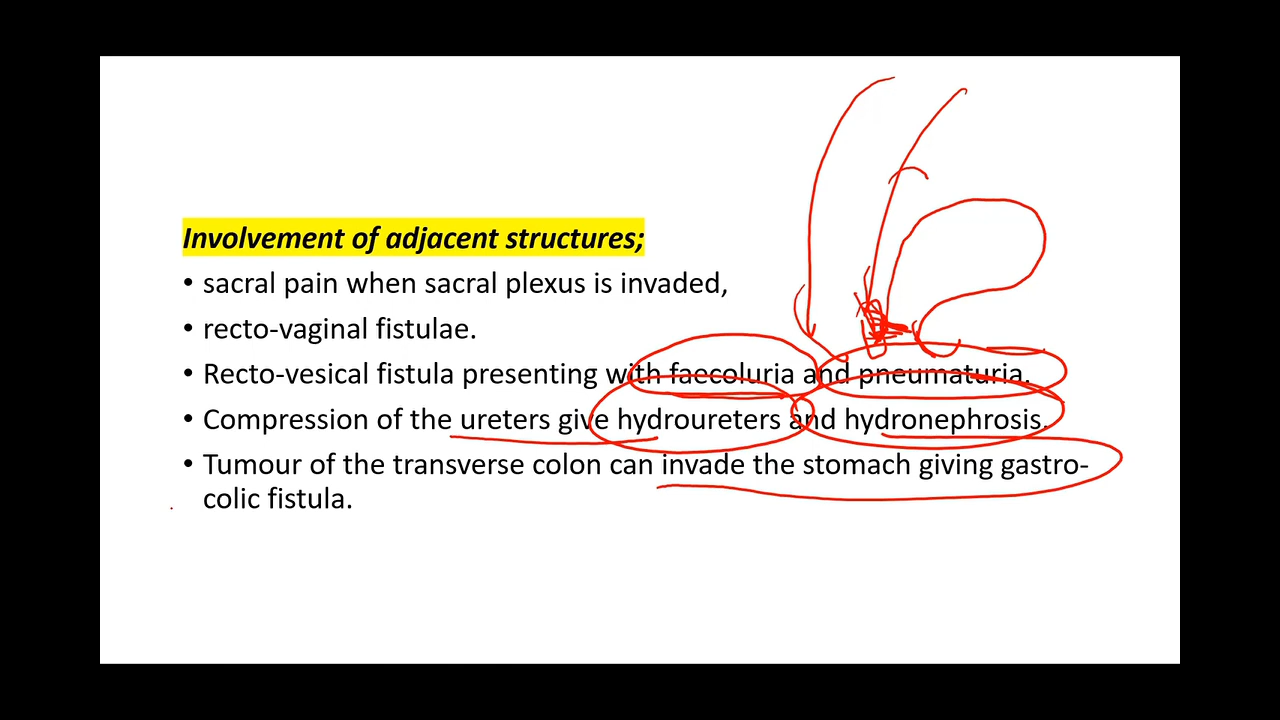 Involvement of adjacent structures;
• sacral pain when sacral plexus is invaded,
• recto-vaginal fistulae.
• Recto-vesical fistula presenting with faecoluria and pneumaturia.
• Compression of the ureters give hydroureters and hydronephrosis.
• Tumour of the transverse colon can invade the stomach giving gastro-
colic fistula.